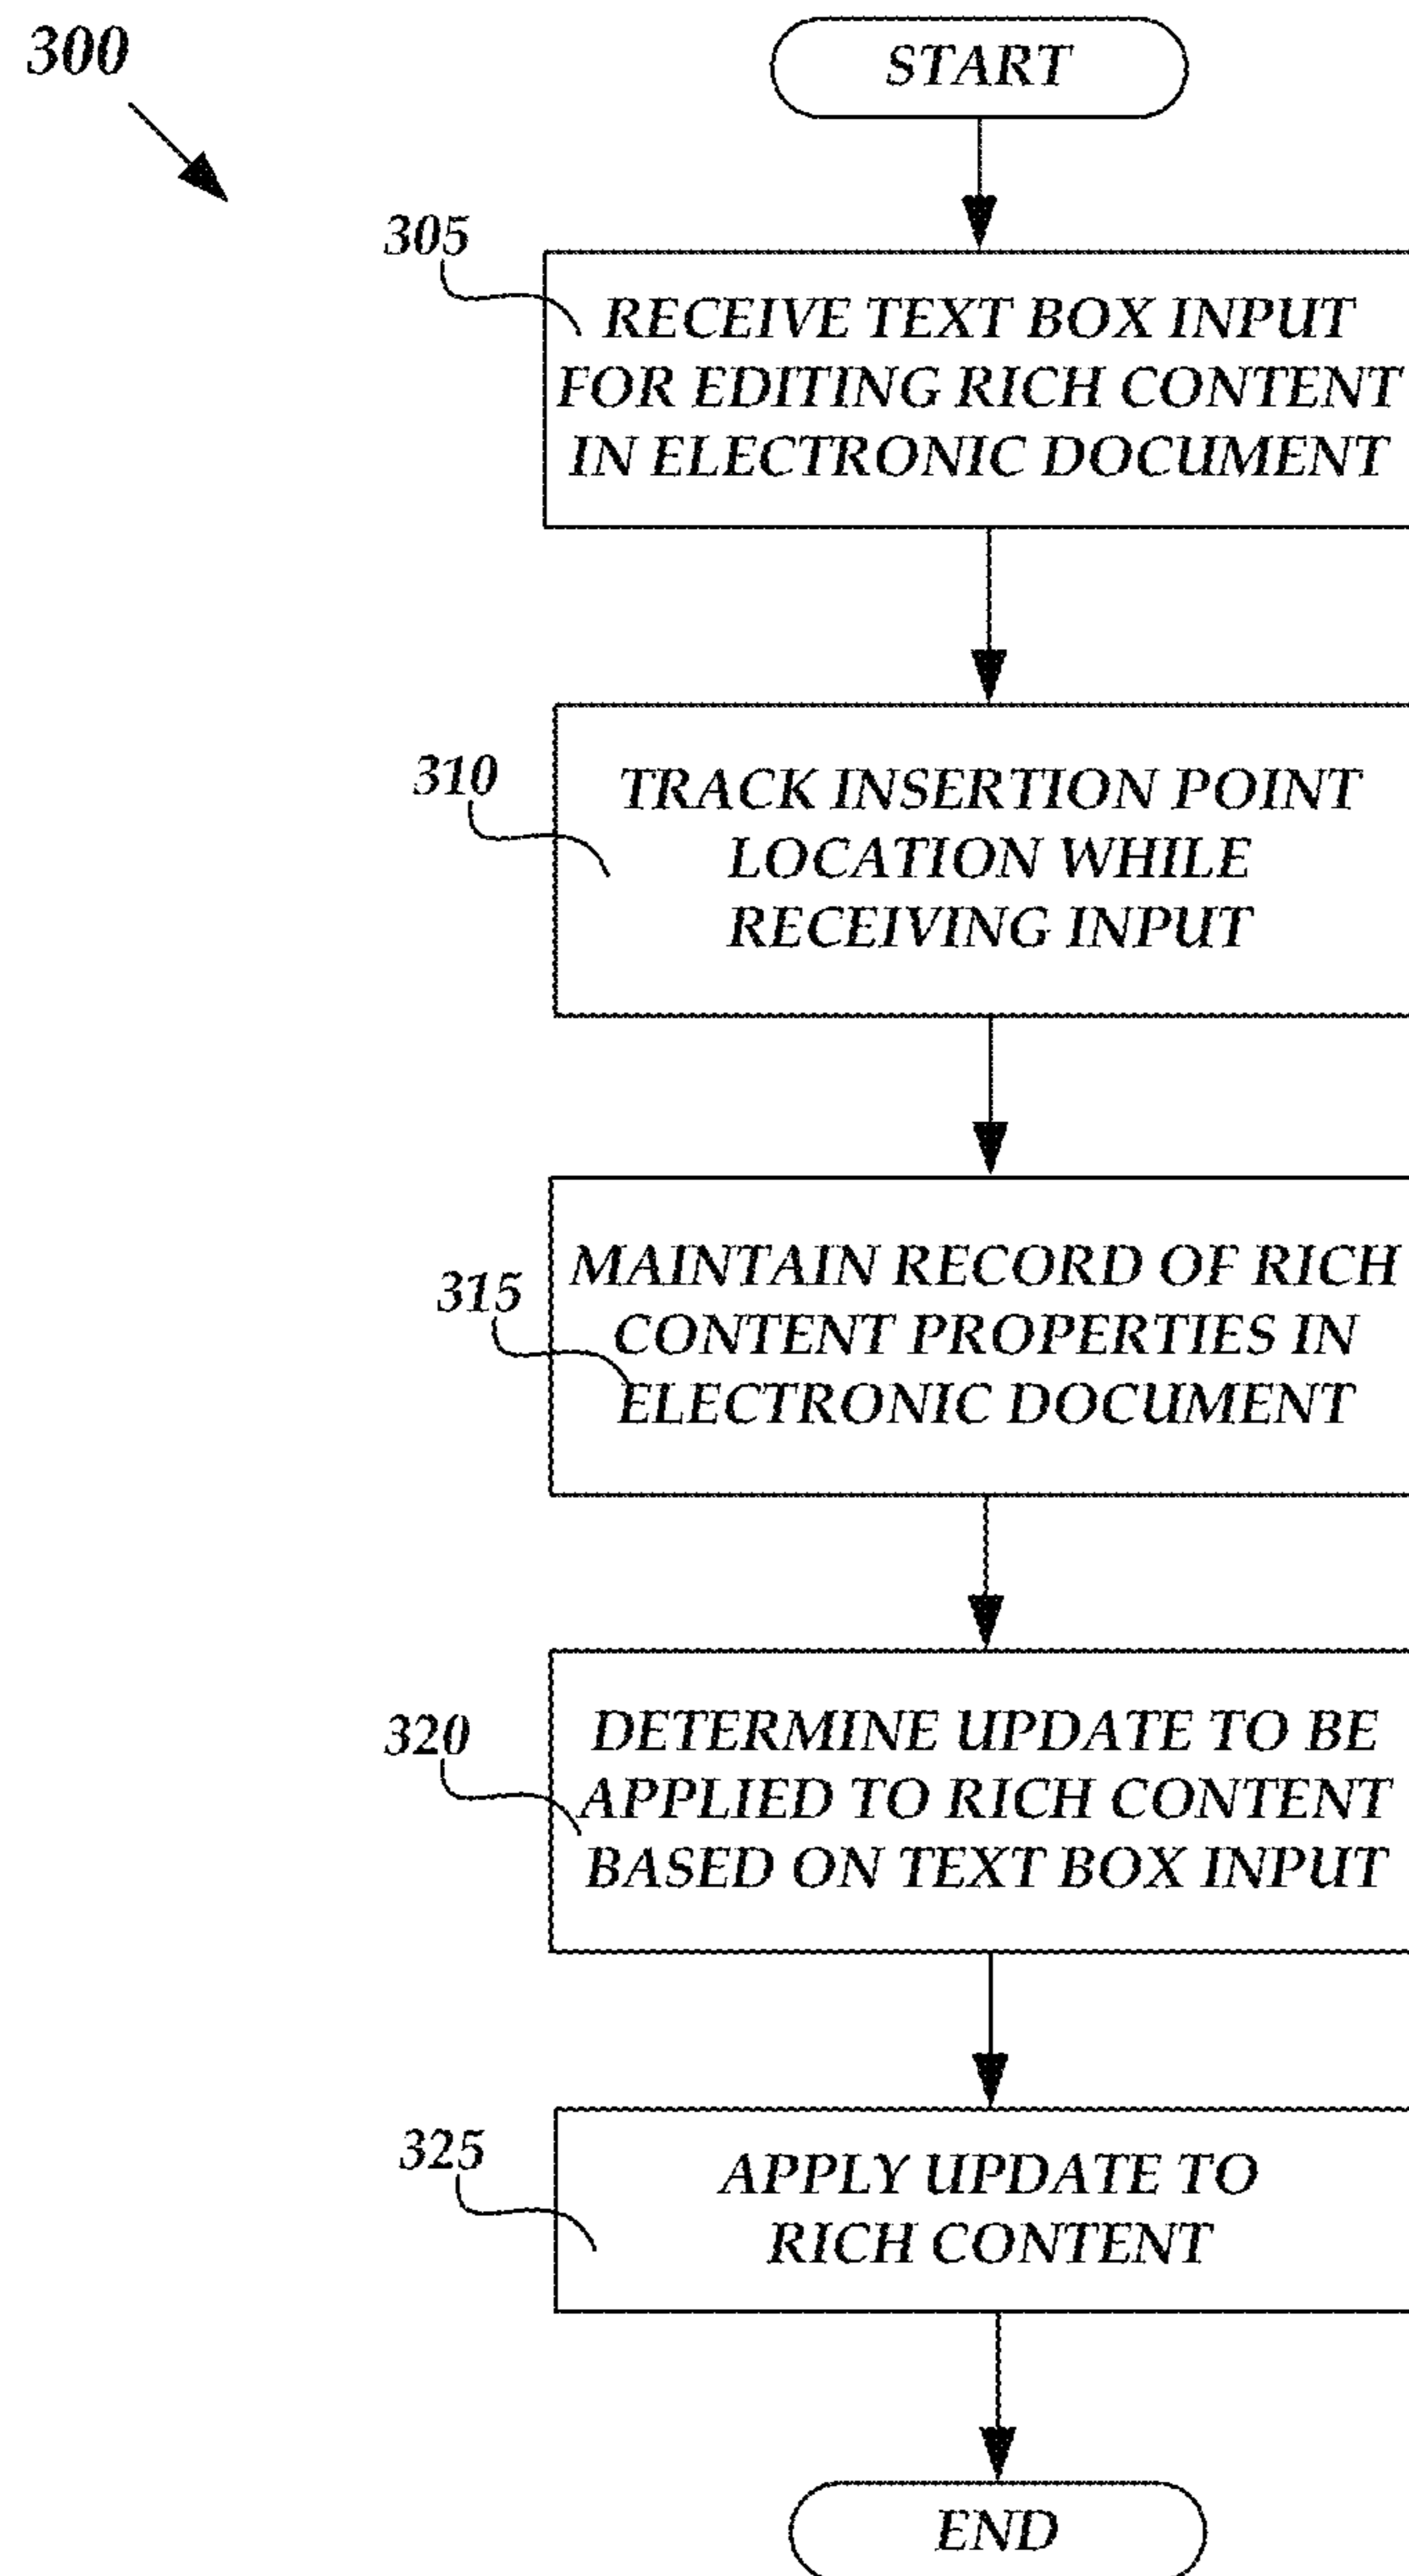 300
START
305
RECEIVE TEXT BOX INPUT
FOR EDITING RICH CONTENT
IN ELECTRONIC DOCUMENT
310
TRACK INSERTION POINT
LOCATION WHILE
RECEIVING INPUT
315
MAINTAIN RECORD OF RICH
CONTENT PROPERTIES IN
ELECTRONIC DOCUMENT
320
DETERMINE UPDATE TO BE
APPLIED TO RICH CONTENT
BASED ON TEXT BOX INPUT
325
APPLY UPDATE TO
RICH CONTENT
END